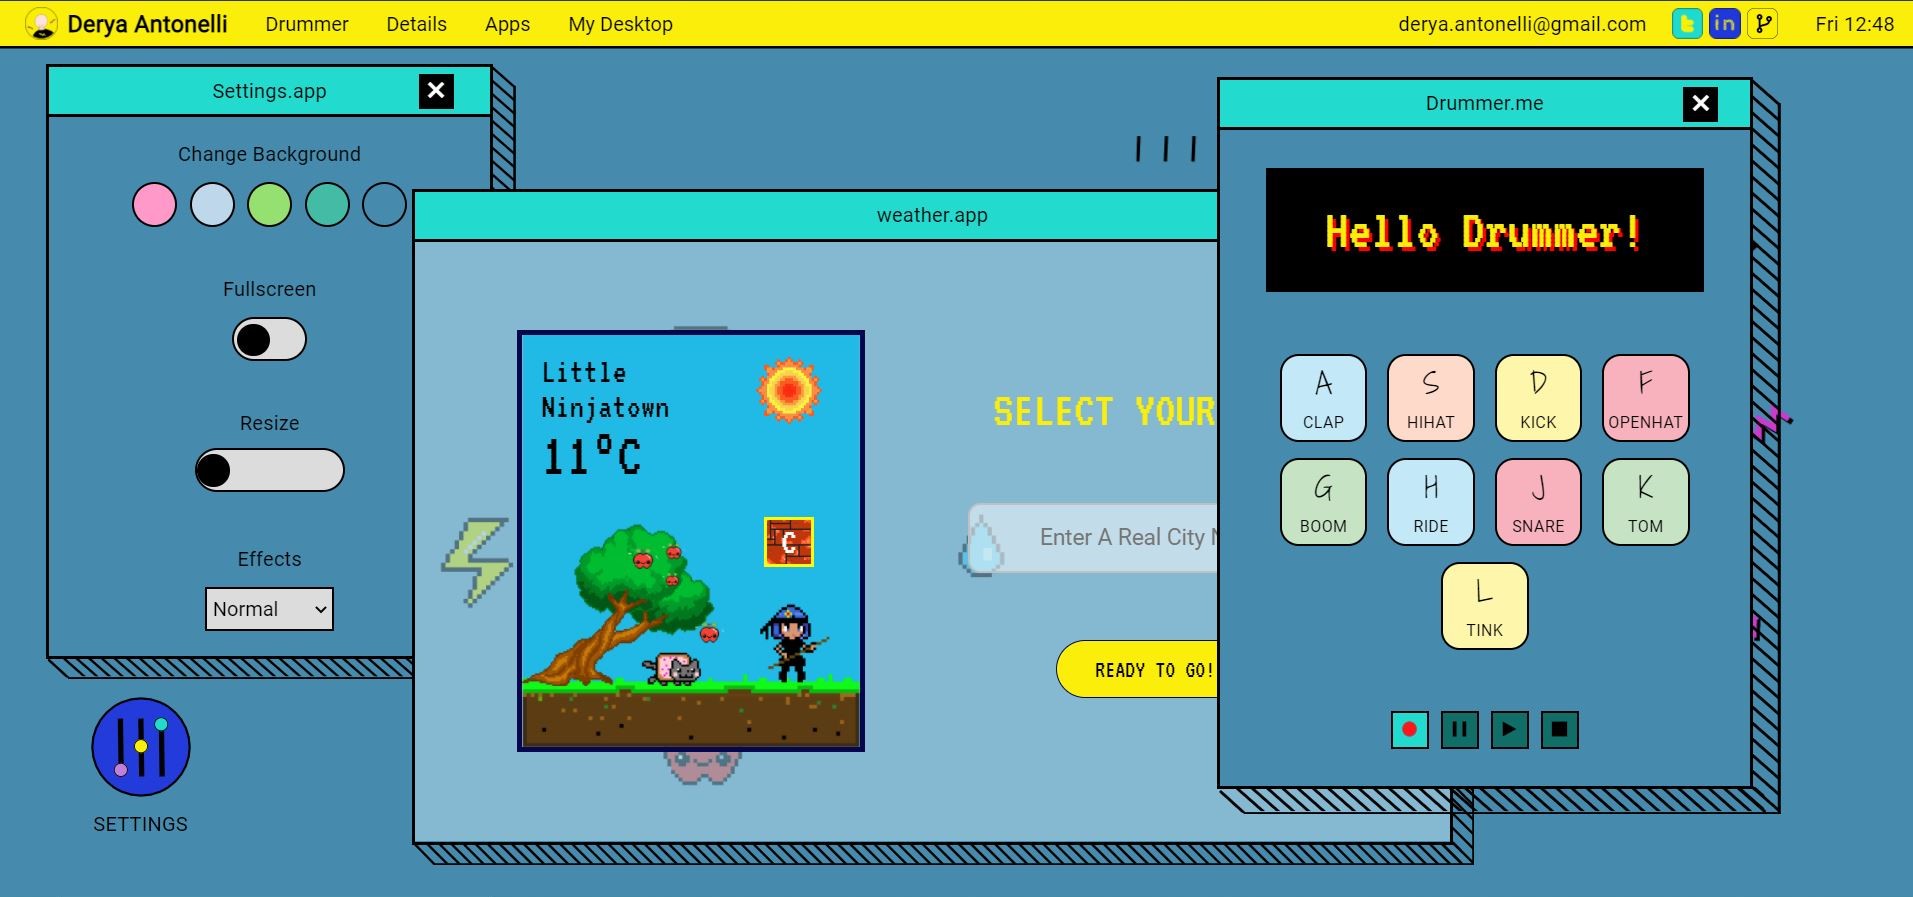 Derya Antonelli Drummer Details Apps My Desktop derya.antonelli@gmail.com Fri 12:48
Settings.app
Change Background
Fullscreen
Resize
Effects
Normal
SETTINGS
weather.app
Little
Ninjatown
11°C
C
SELECT YOUR
Enter A Real City
READY TO GO!
Drummer.me
Hello Drummer!
A S D F
CLAP HIHAT KICK OPENHAT
G H J K
BOOM RIDE SNARE TOM
L
TINK